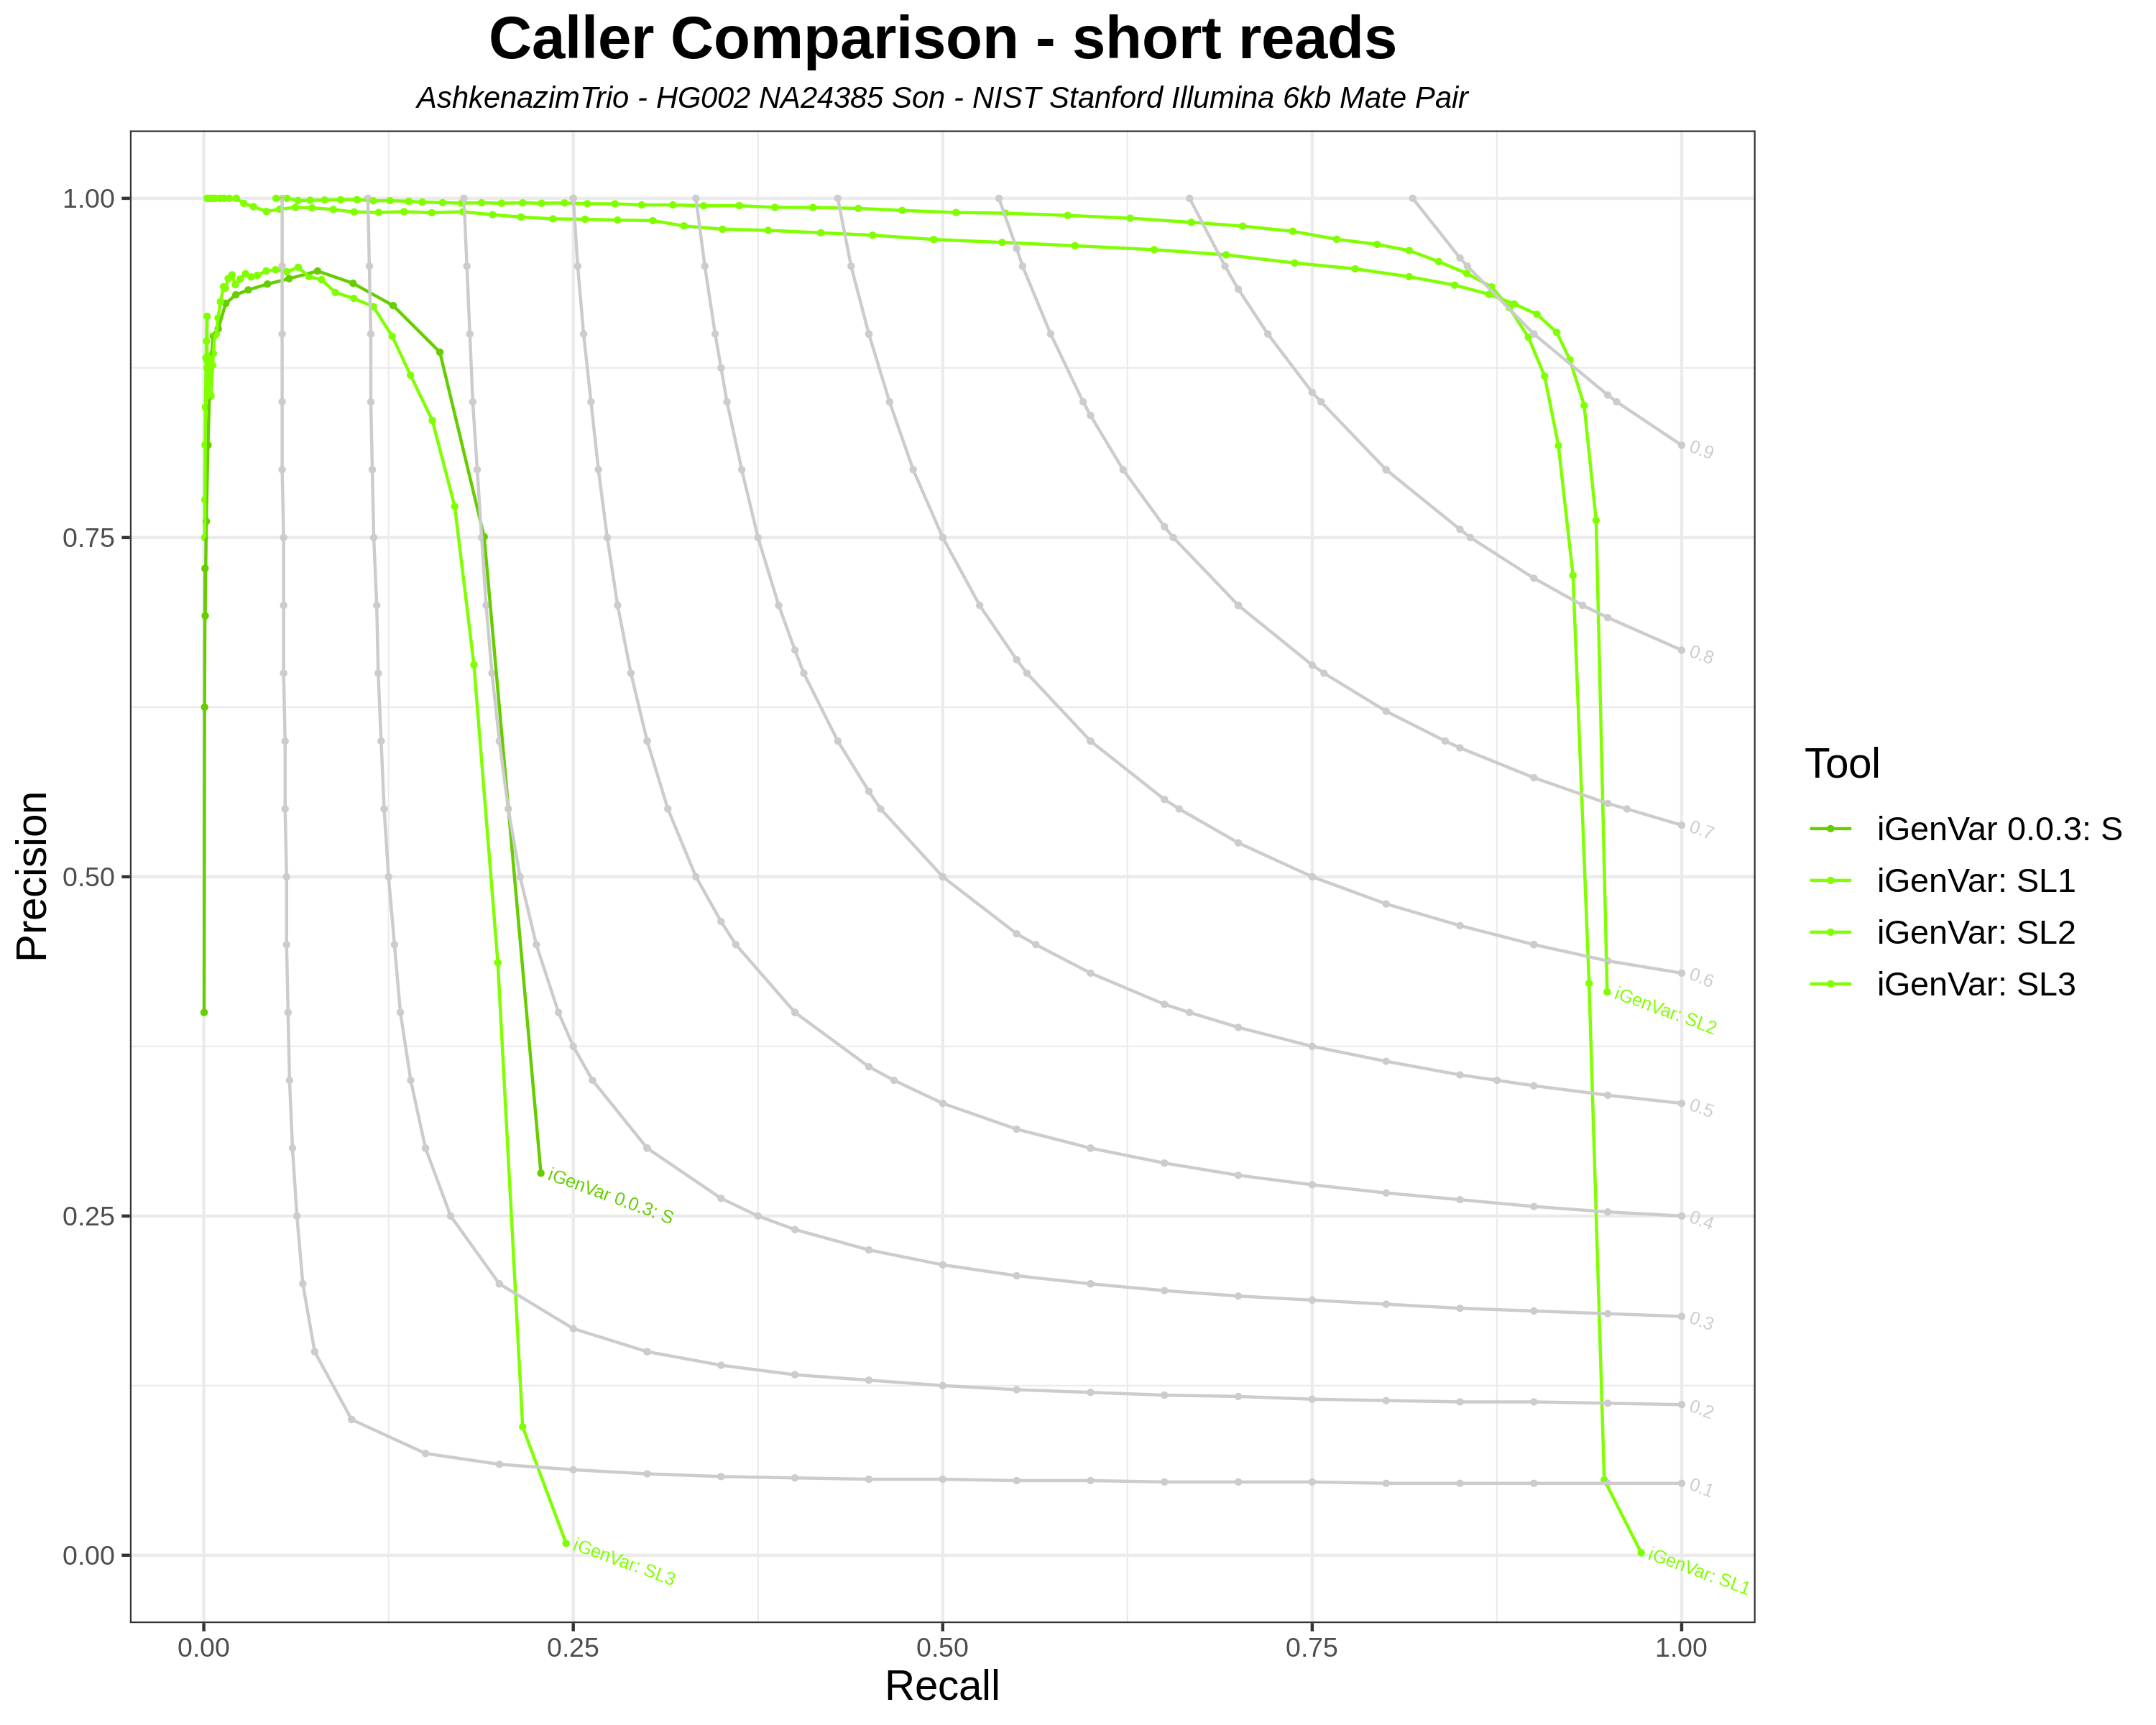 Caller Comparison - short reads
AshkenazimTrio - HG002 NA24385 Son - NIST Stanford Illumina 6kb Mate Pair
Precision
1.00
0.75
0.50
0.25
0.00
0.9
0.8
0.7
0.6
iGenVar: SL2
0.5
iGenVar 0.0.3: S
0.4
0.3
0.2
0.1
iGenVar: SL3
iGenVar: SL1
0.00 0.25 0.50 0.75 1.00
Recall
Tool
iGenVar 0.0.3: S
iGenVar: SL1
iGenVar: SL2
iGenVar: SL3